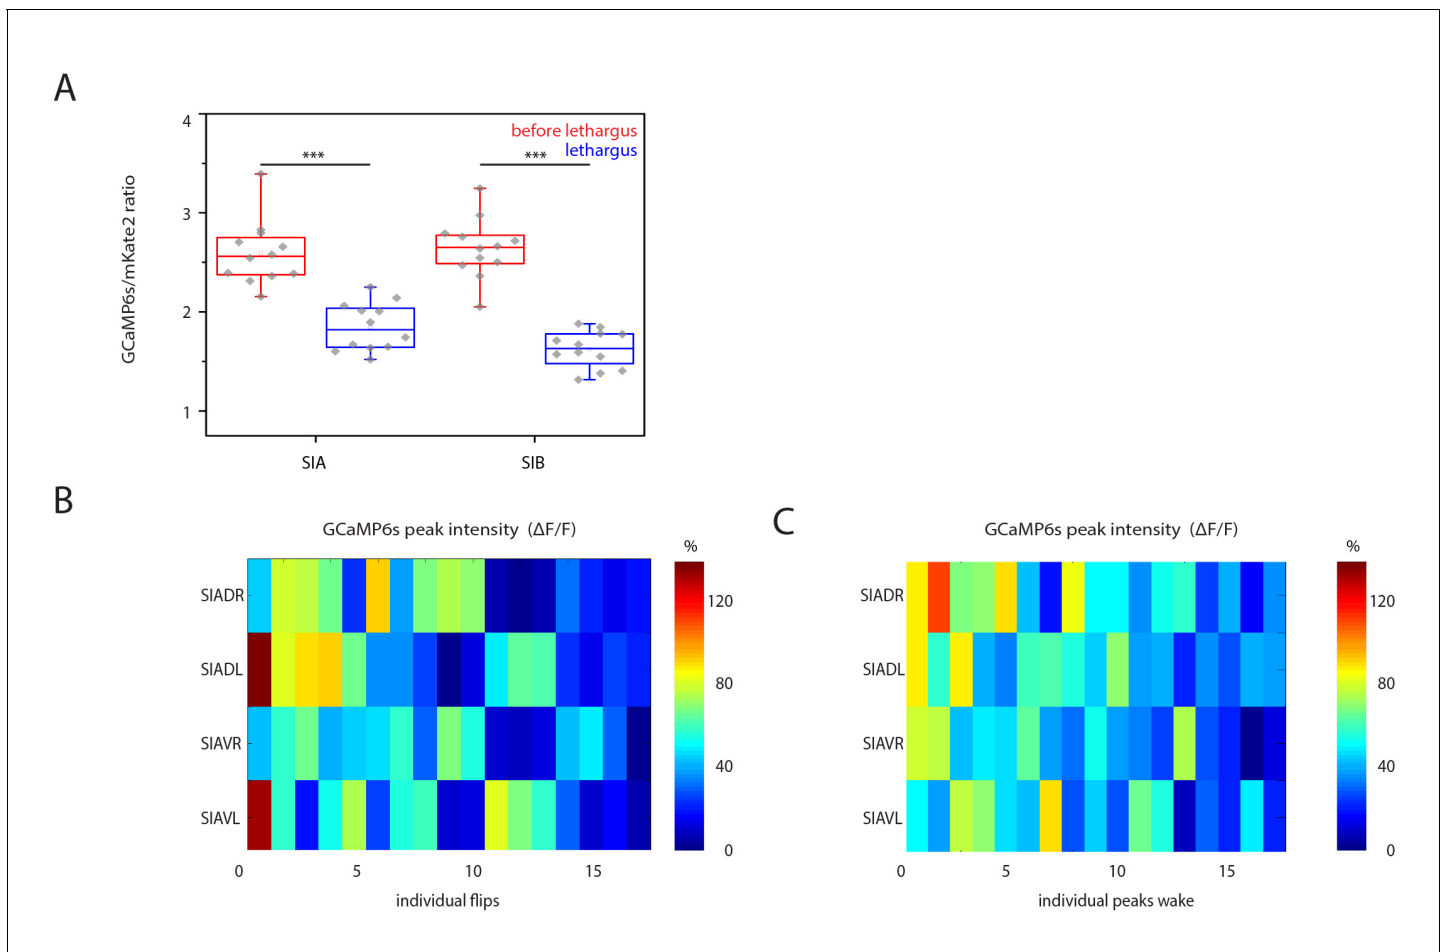 A
4
3
2
1
GCaMP6s/mKate2 ratio
before lethargus
lethargus
***
***
SIA
SIB
B
GCaMP6s peak intensity (ΔF/F)
%
SIADR
SIADL
SIAVR
SIAVL
120
80
40
0
0 5 10 15
individual flips
C
GCaMP6s peak intensity (ΔF/F)
%
SIADR
SIADL
SIAVR
SIAVL
120
80
40
0
0 5 10 15
individual peaks wake